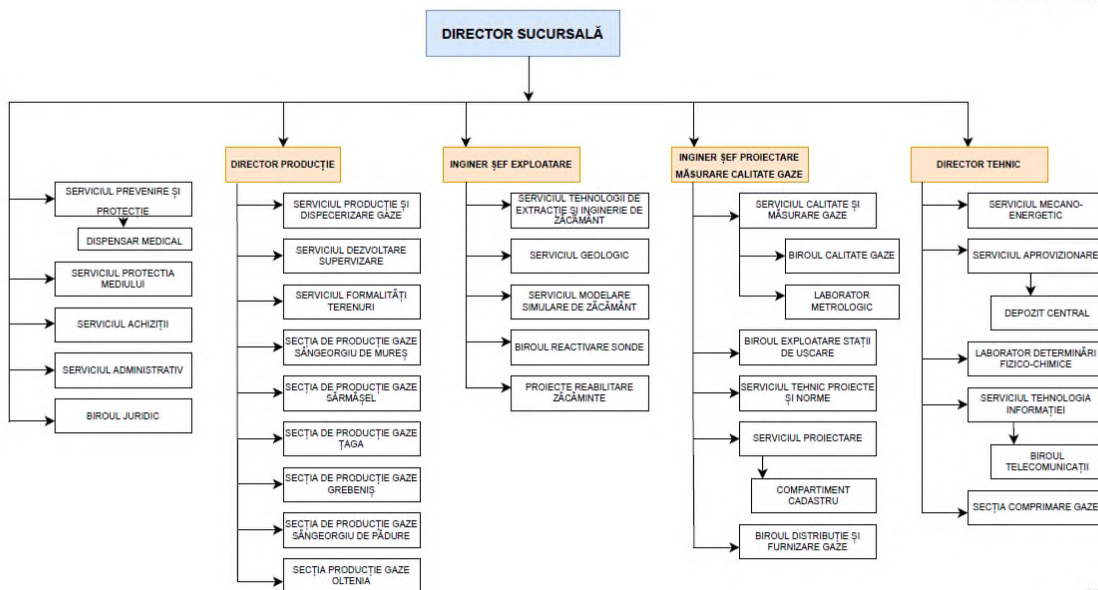 DIRECTOR SUCURSALĂ
SERVICIUL PREVENIRE ȘI
PROTECȚIE
DISPENSAR MEDICAL
SERVICIUL PROTECTIA
MEDIULUI
SERVICIUL ACHIZIȚII
SERVICIUL ADMINISTRATIV
BIROUL JURIDIC
DIRECTOR PRODUCȚIE
SERVICIUL PRODUCȚIE ȘI
DISPECERIZARE GAZE
SERVICIUL DEZVOLTARE
SUPERVIZARE
SERVICIUL FORMALITĂȚI
TERENURI
SECȚIA DE PRODUCȚIE GAZE
SÂNGEORGIU DE MUREȘ
SECȚIA DE PRODUCȚIE GAZE
SĂRMĂȘEL
SECȚIA DE PRODUCȚIE GAZE
ȚAGA
SECȚIA DE PRODUCȚIE GAZE
GREBENIȘ
SECȚIA DE PRODUCȚIE GAZE
SÂNGEORGIU DE PĂDURE
SECȚIA PRODUCȚIE GAZE
OLTENIA
INGINER ȘEF EXPLOATARE
SERVICIUL TEHNOLOGII DE
EXTRACȚIE ȘI INGINERIE DE
ZĂCĂMÂNT
SERVICIUL GEOLOGIC
SERVICIUL MODELARE
SIMULARE DE ZĂCĂMÂNT
BIROUL REACTIVARE SONDE
PROIECTE REABILITARE
ZĂCĂMINTE
INGINER ȘEF PROIECTARE
MĂSURARE CALITATE GAZE
SERVICIUL CALITATE ȘI
MĂSURARE GAZE
BIROUL CALITATE GAZE
LABORATOR
METROLOGIC
BIROUL EXPLOATARE STAȚII
DE USCARE
SERVICIUL TEHNIC PROIECTE
ȘI NORME
SERVICIUL PROIECTARE
COMPARTIMENT
CADASTRU
BIROUL DISTRIBUȚIE ȘI
FURNIZARE GAZE
DIRECTOR TEHNIC
SERVICIUL MECANO-
ENERGETIC
SERVICIUL APROVIZIONARE
DEPOZIT CENTRAL
LABORATOR DETERMINĂRI
FIZICO-CHIMICE
SERVICIUL TEHNOLOGIA
INFORMAȚIEI
BIROUL
TELECOMUNICAȚII
SECȚIA COMPRIMARE GAZE